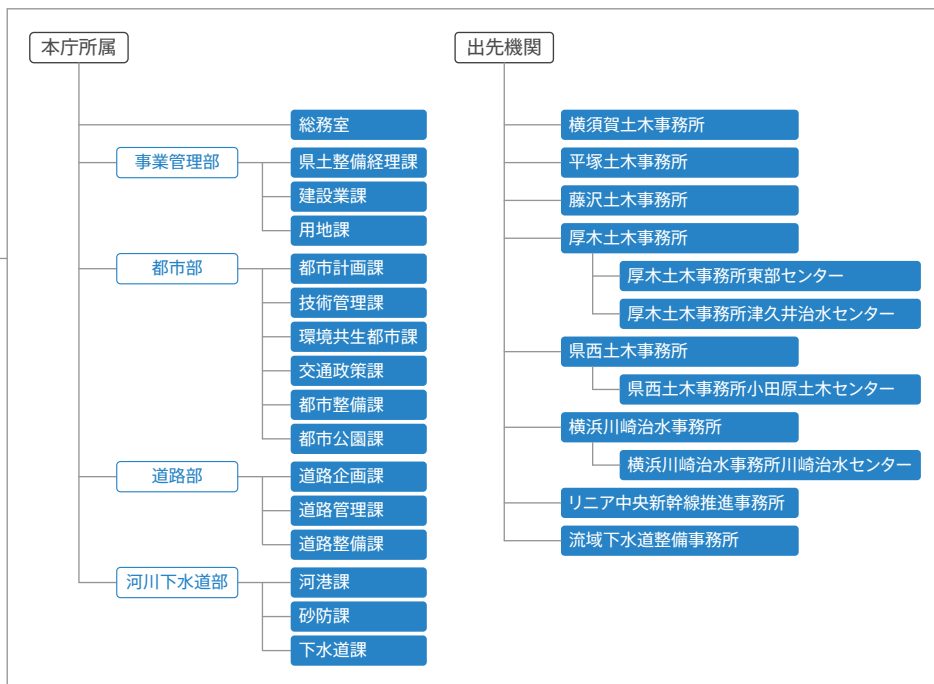 本庁所属
総務室
事業管理部
県土整備経理課
建設業課
用地課
都市部
都市計画課
技術管理課
環境共生都市課
交通政策課
都市整備課
都市公園課
道路部
道路企画課
道路管理課
道路整備課
河川下水道部
河港課
砂防課
下水道課
出先機関
横須賀土木事務所
平塚土木事務所
藤沢土木事務所
厚木土木事務所
厚木土木事務所東部センター
厚木土木事務所津久井治水センター
県西土木事務所
県西土木事務所小田原土木センター
横浜川崎治水事務所
横浜川崎治水事務所川崎治水センター
リニア中央新幹線推進事務所
流域下水道整備事務所